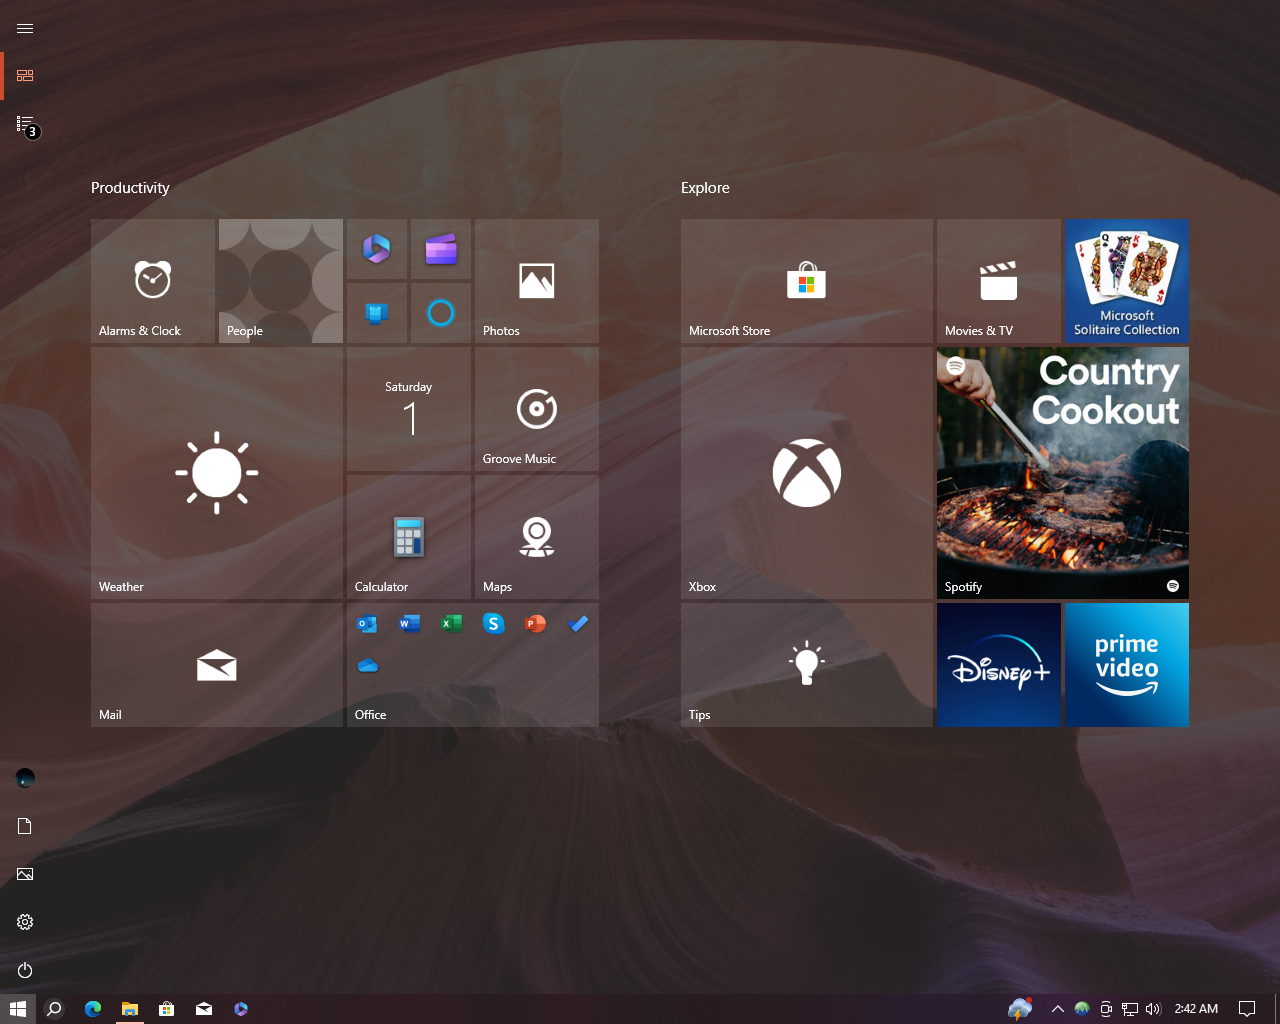 3
Productivity
Explore
Alarms & Clock
People
Photos
Microsoft Store
Movies & TV
Microsoft
Solitaire Collection
Saturday
1
Country
Cookout
Groove Music
Weather
Calculator
Maps
Xbox
Spotify
Mail
Office
Tips
Disney+
prime
video
2:42 AM